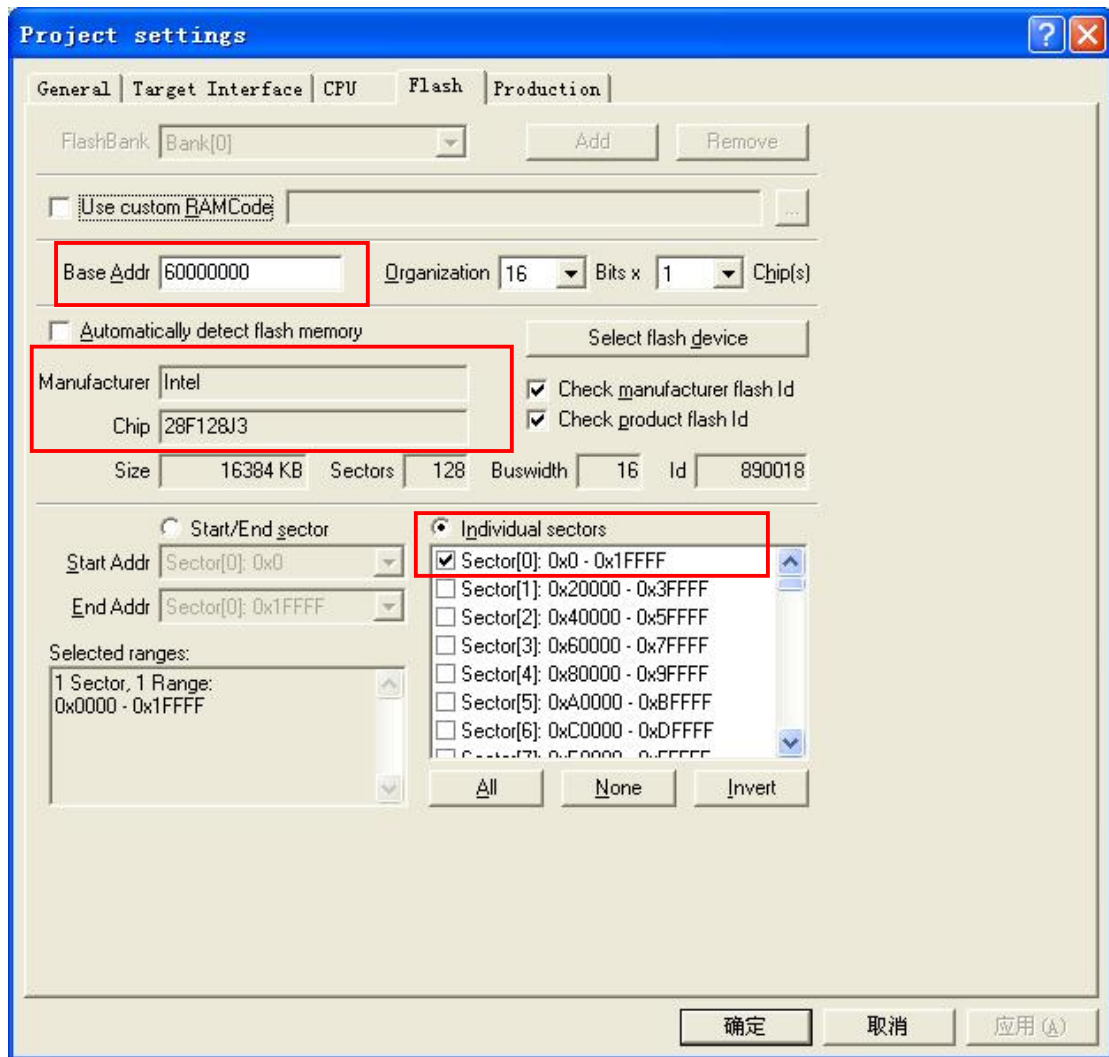 Project settings
General Target Interface CPU Flash Production
FlashBank Bank[0] Add Remove
Use custom RAMCode ...
Base Addr 60000000 Organization 16 Bits x 1 Chip(s)
Automatically detect flash memory Select flash device
Manufacturer Intel Check manufacturer flash Id
Chip 28F128J3 Check product flash Id
Size 16384 KB Sectors 128 Buswidth 16 Id 890018
Start/End sector Individual sectors
Start Addr Sector[0]: 0x0 Sector[0]: 0x0 - 0x1FFFF
Sector[1]: 0x20000 - 0x3FFFF
End Addr Sector[0]: 0x1FFFF Sector[2]: 0x40000 - 0x5FFFF
Selected ranges: Sector[3]: 0x60000 - 0x7FFFF
1 Sector, 1 Range: Sector[4]: 0x80000 - 0x9FFFF
0x0000 - 0x1FFFF Sector[5]: 0xA0000 - 0xBFFFF
Sector[6]: 0xC0000 - 0xDFFFF
All None Invert
确定 取消 应用(A)